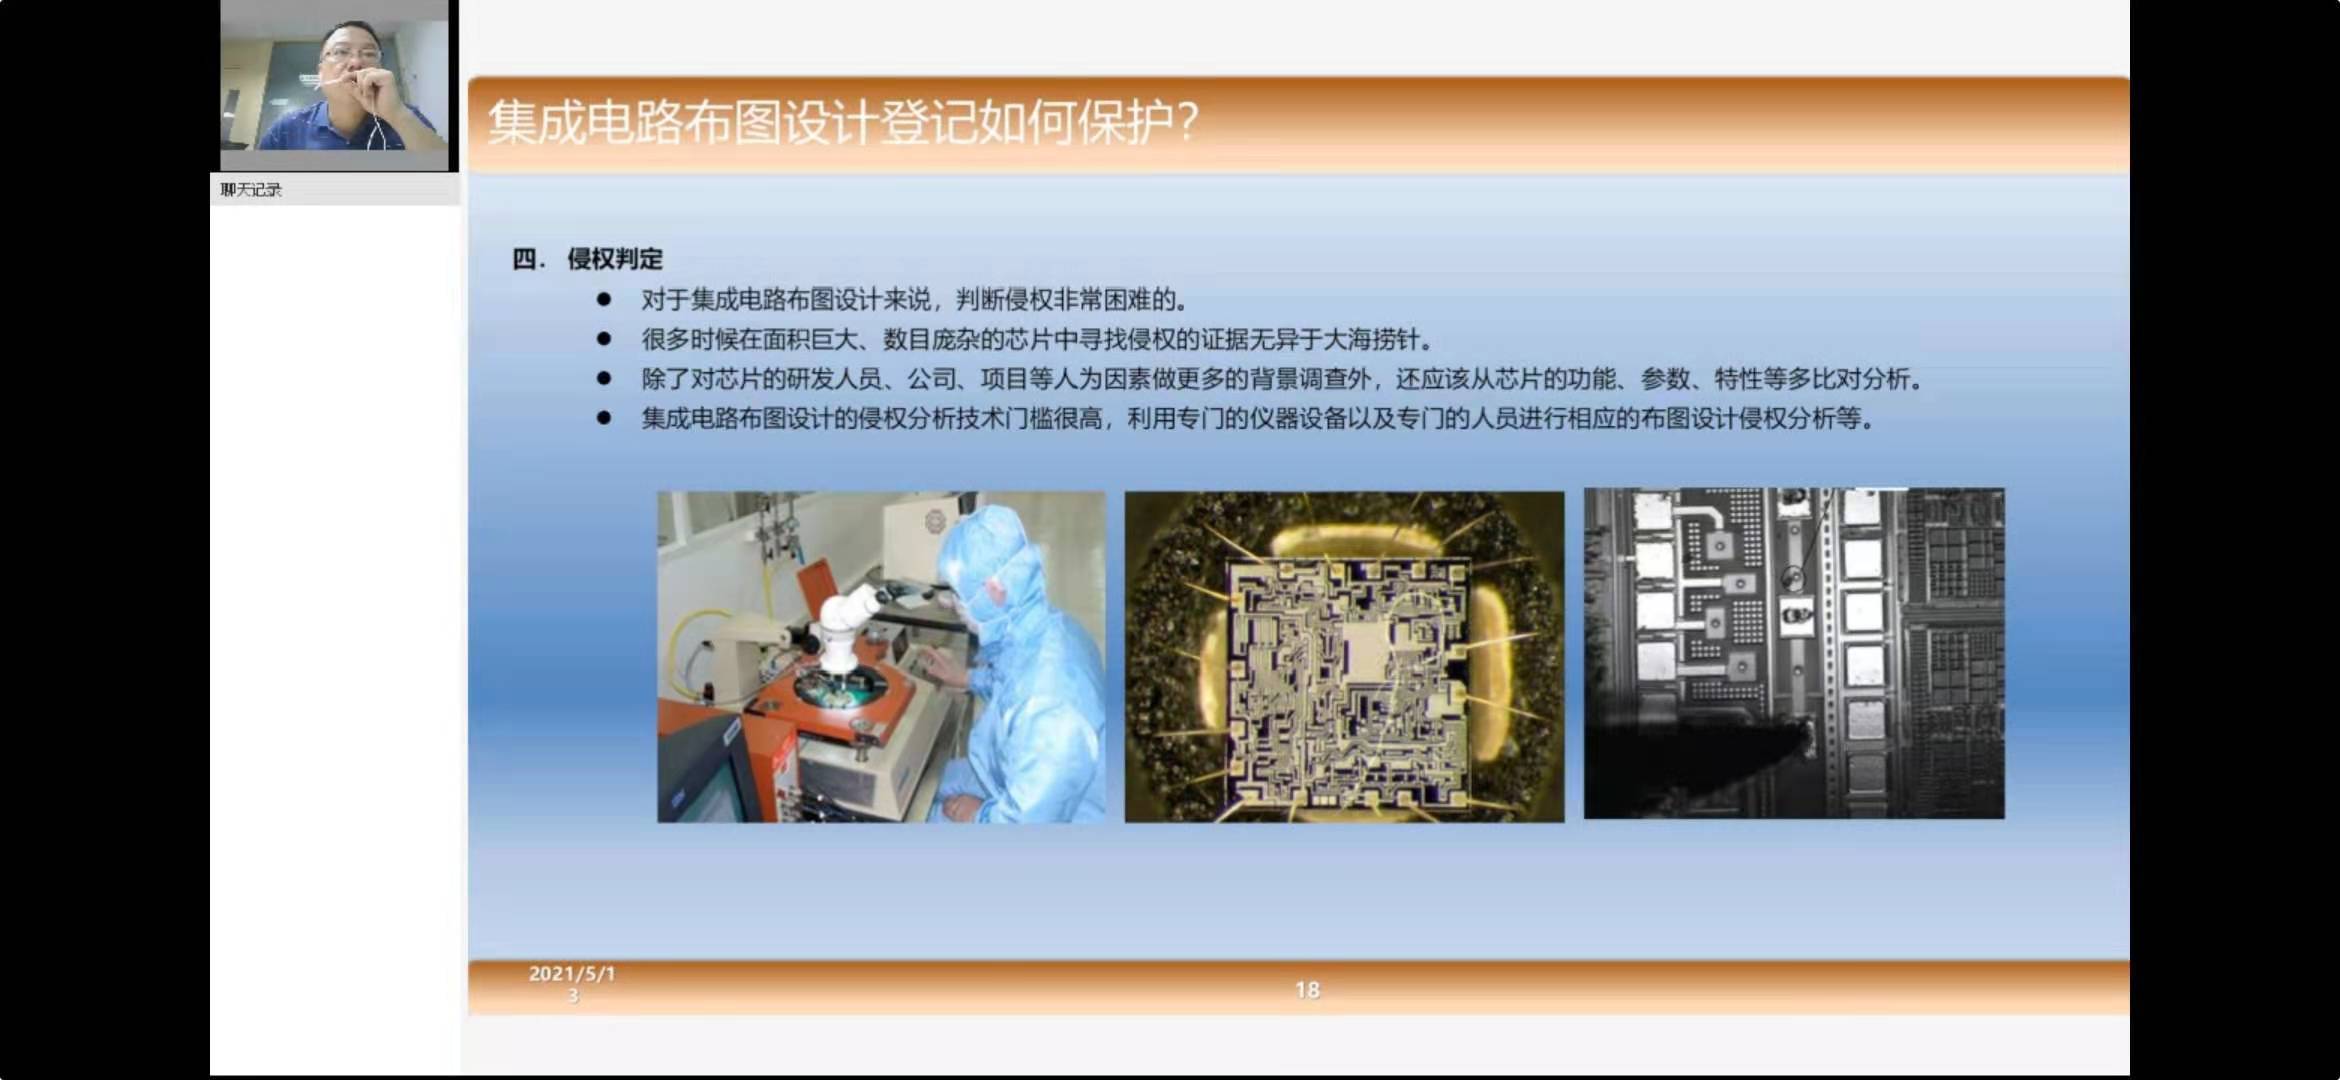 集成电路布图设计登记如何保护?
聊天记录
四. 侵权判定
● 对于集成电路布图设计来说，判断侵权非常困难的。
● 很多时候在面积巨大、数目庞杂的芯片中寻找侵权的证据无异于大海捞针。
● 除了对芯片的研发人员、公司、项目等人为因素做更多的背景调查外，还应该从芯片的功能、参数、特性等多比对分析。
● 集成电路布图设计的侵权分析技术门槛很高，利用专门的仪器设备以及专门的人员进行相应的布图设计侵权分析等。
2021/5/1
3
18